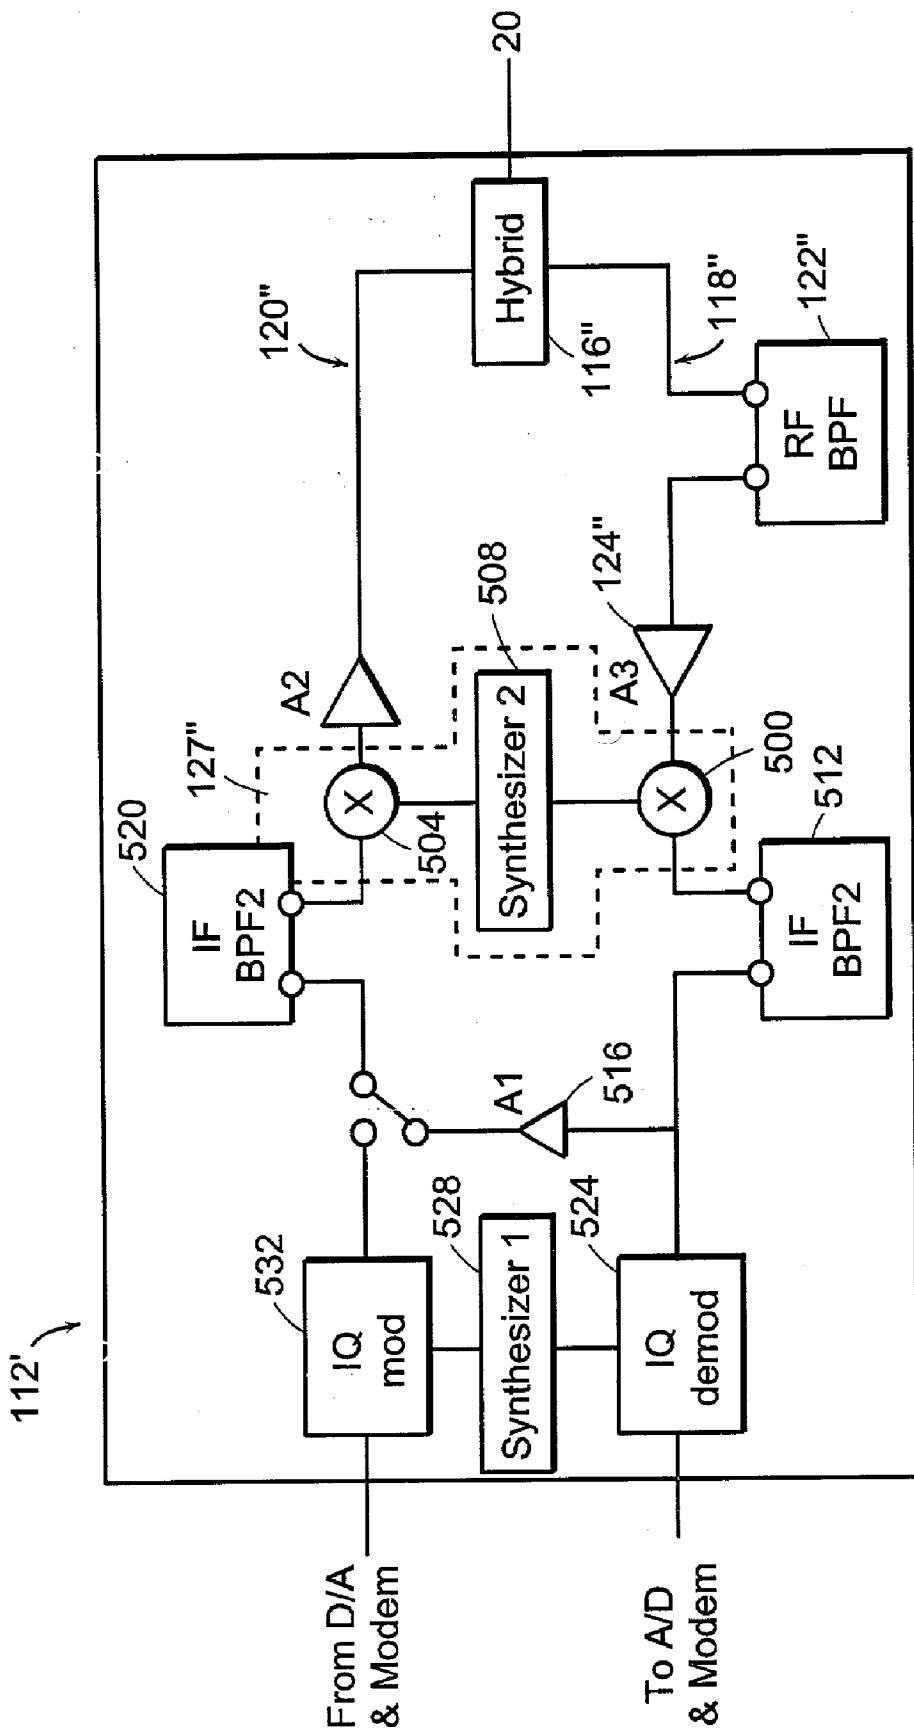 112'
From D/A
& Modem
To A/D
& Modem
532
IQ
mod
528
Synthesizer 1
524
IQ
demod
A1
516
520
IF
BPF2
127"
504
X
A2
120"
508
Synthesizer 2
X
500
A3
124"
512
IF
BPF2
Hybrid
116"
20
118"
122"
RF
BPF